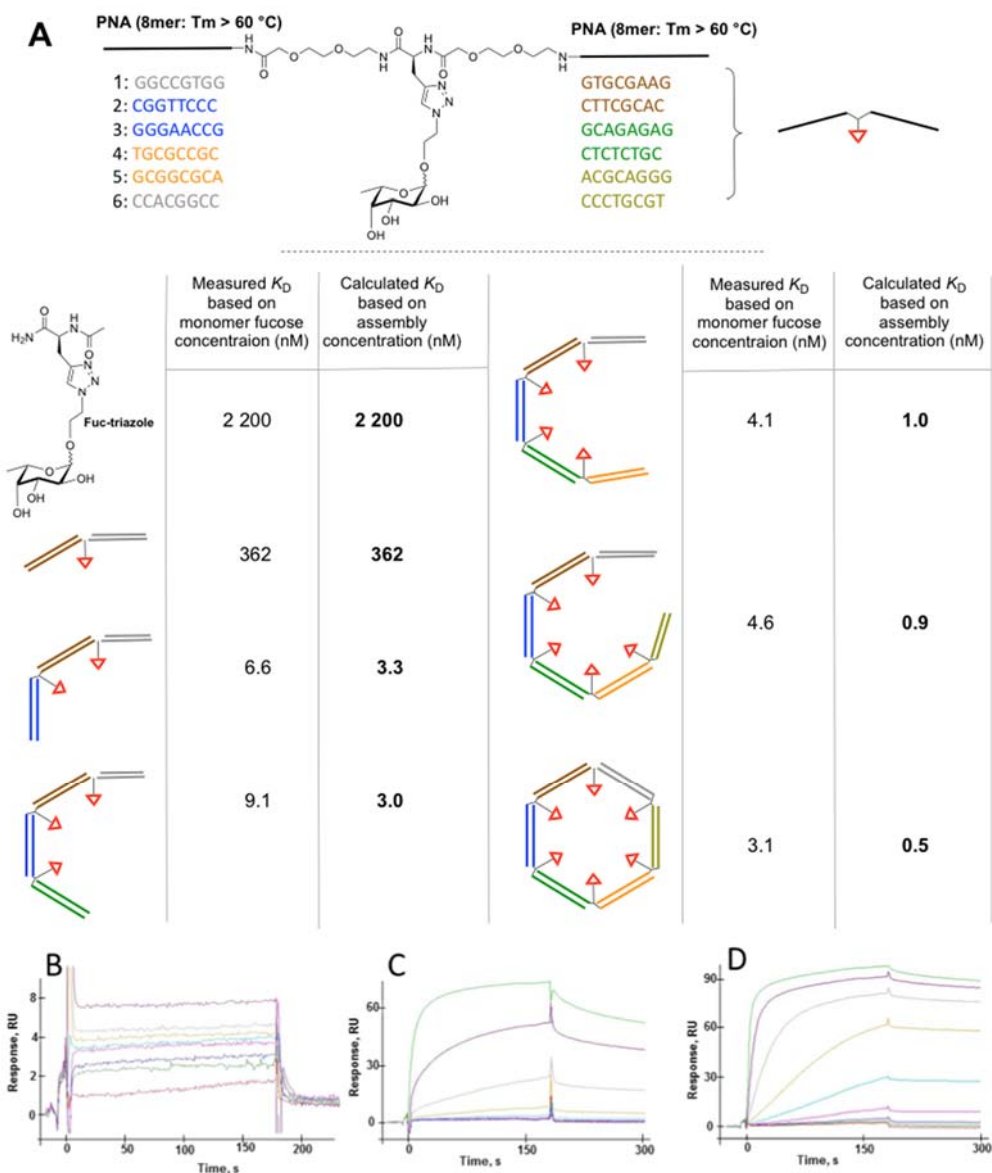 A
PNA (8mer: Tm > 60 °C)
PNA (8mer: Tm > 60 °C)
NH
O
O
O
N
H
O
H
N
O
O
O
H
N
N
N
N
O
O
OH
OH
OH
1: GGCCGTGG
2: CGGTTCCC
3: GGGAACCG
4: TGCGCCGC
5: GCGGCGCA
6: CCACGGCC
GTGCGAAG
CTTCGCAC
GCAGAGAG
CTCTCTGC
ACGCAGGG
CCCTGCGT
Measured KD
based on
monomer fucose
concentraion (nM)
Calculated KD
based on
assembly
concentration (nM)
Measured KD
based on
monomer fucose
concentraion (nM)
Calculated KD
based on
assembly
concentration (nM)
O
H
N
H2N
O
N
N
N
Fuc-triazole
O
O
OH
OH
OH
2 200
2 200
362
362
6.6
3.3
9.1
3.0
4.1
1.0
4.6
0.9
3.1
0.5
B
Response, RU
8
4
2
0
0
50
100
150
200
Time, s
C
Response, RU
60
30
0
0
100
200
300
Time, s
D
Response, RU
90
60
30
0
0
100
200
300
Time, s